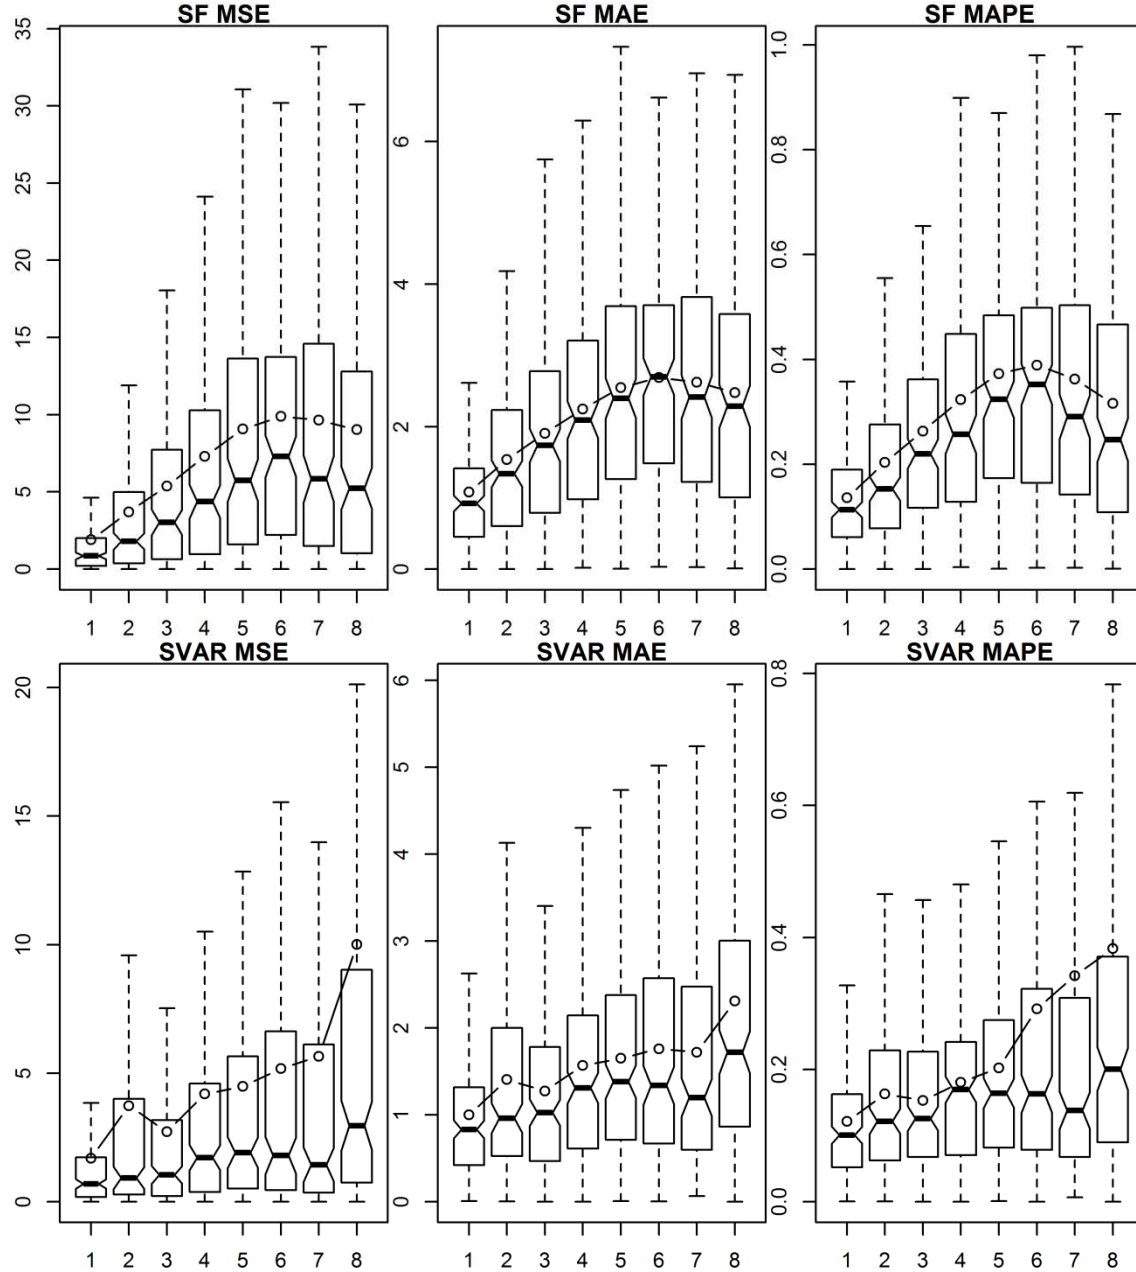 SF MSE
0 5 10 15 20 25 30 35
1 2 3 4 5 6 7 8
SF MAE
0 2 4 6
1 2 3 4 5 6 7 8
SF MAPE
0.0 0.2 0.4 0.6 0.8 1.0
1 2 3 4 5 6 7 8
SVAR MSE
0 5 10 15 20
1 2 3 4 5 6 7 8
SVAR MAE
0 1 2 3 4 5 6
1 2 3 4 5 6 7 8
SVAR MAPE
0.0 0.2 0.4 0.6 0.8
1 2 3 4 5 6 7 8